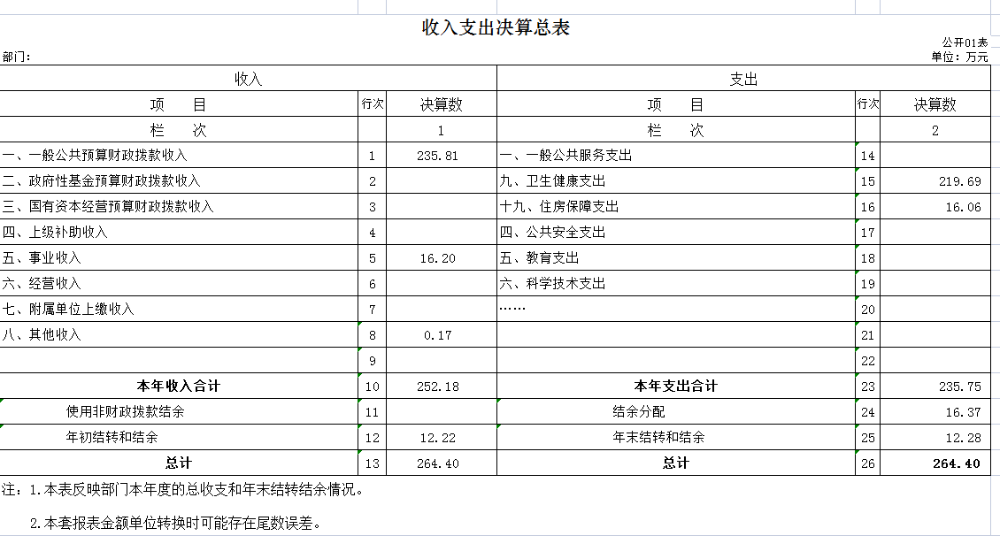 收入支出决算总表
公开01表
部门： 单位：万元
收入 支出
项 目 行次 决算数 项 目 行次 决算数
栏 次 1 栏 次 2
一、一般公共预算财政拨款收入 1 235.81 一、一般公共服务支出 14
二、政府性基金预算财政拨款收入 2 九、卫生健康支出 15 219.69
三、国有资本经营预算财政拨款收入 3 十九、住房保障支出 16 16.06
四、上级补助收入 4 四、公共安全支出 17
五、事业收入 5 16.20 五、教育支出 18
六、经营收入 6 六、科学技术支出 19
七、附属单位上缴收入 7 …… 20
八、其他收入 8 0.17 21
9 22
本年收入合计 10 252.18 本年支出合计 23 235.75
使用非财政拨款结余 11 结余分配 24 16.37
年初结转和结余 12 12.22 年末结转和结余 25 12.28
总计 13 264.40 总计 26 264.40
注：1.本表反映部门本年度的总收支和年末结转结余情况。
2.本套报表金额单位转换时可能存在尾数误差。